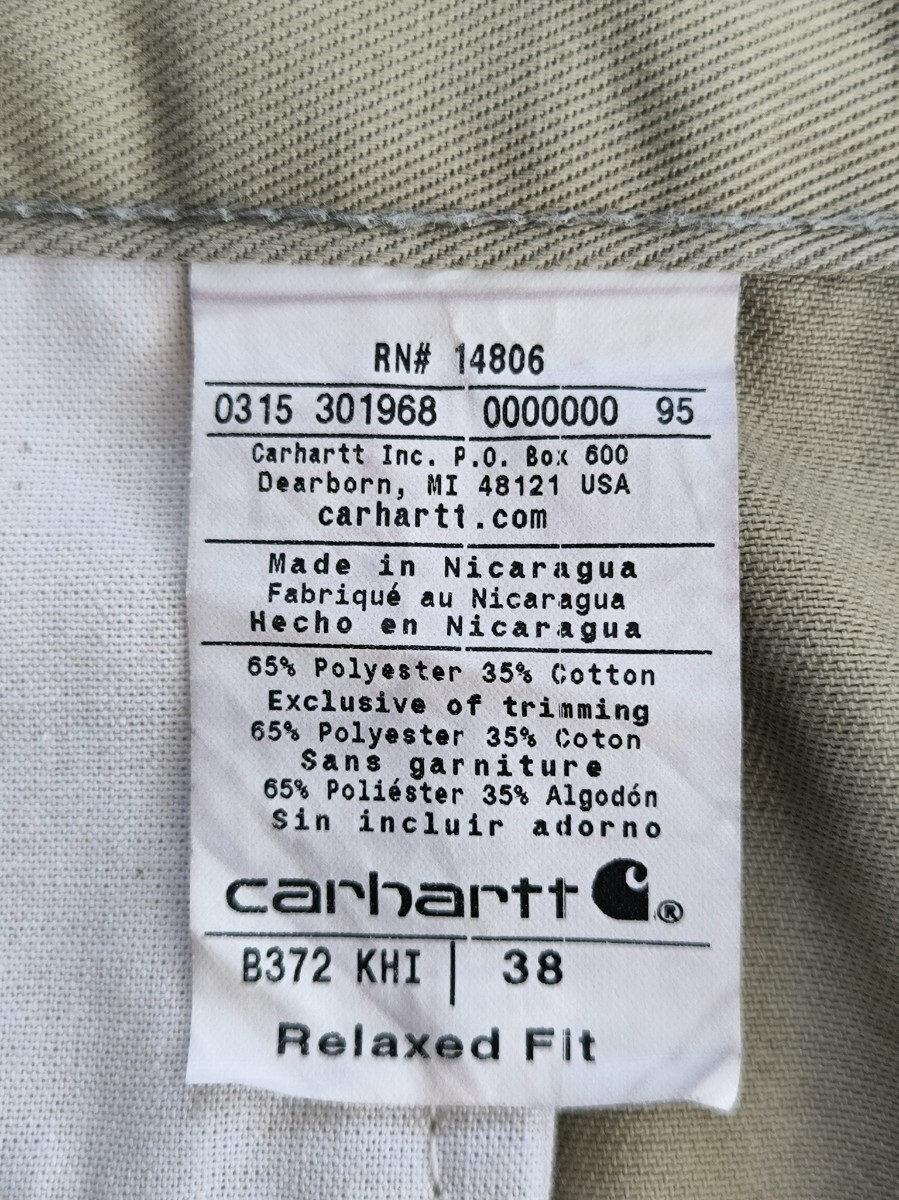 RN# 14806
0315 301968 0000000 95
Carhartt Inc. P.O. Box 600
Dearborn, MI 48121 USA
carhartt.com
Made in Nicaragua
Fabriqué au Nicaragua
Hecho en Nicaragua
65% Polyester 35% Cotton
Exclusive of trimming
65% Polyester 35% Coton
Sans garniture
65% Poliéster 35% Algodón
Sin incluir adorno
carhartt ®
B372 KHI | 38
Relaxed Fit